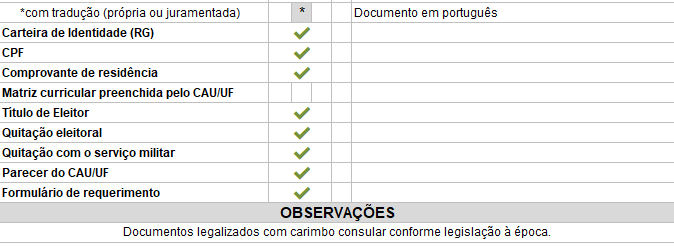 *com tradução (própria ou juramentada) * Documento em português
Carteira de Identidade (RG)
CPF
Comprovante de residência
Matriz curricular preenchida pelo CAU/UF
Título de Eleitor
Quitação eleitoral
Quitação com o serviço militar
Parecer do CAU/UF
Formulário de requerimento
OBSERVAÇÕES
Documentos legalizados com carimbo consular conforme legislação à época.